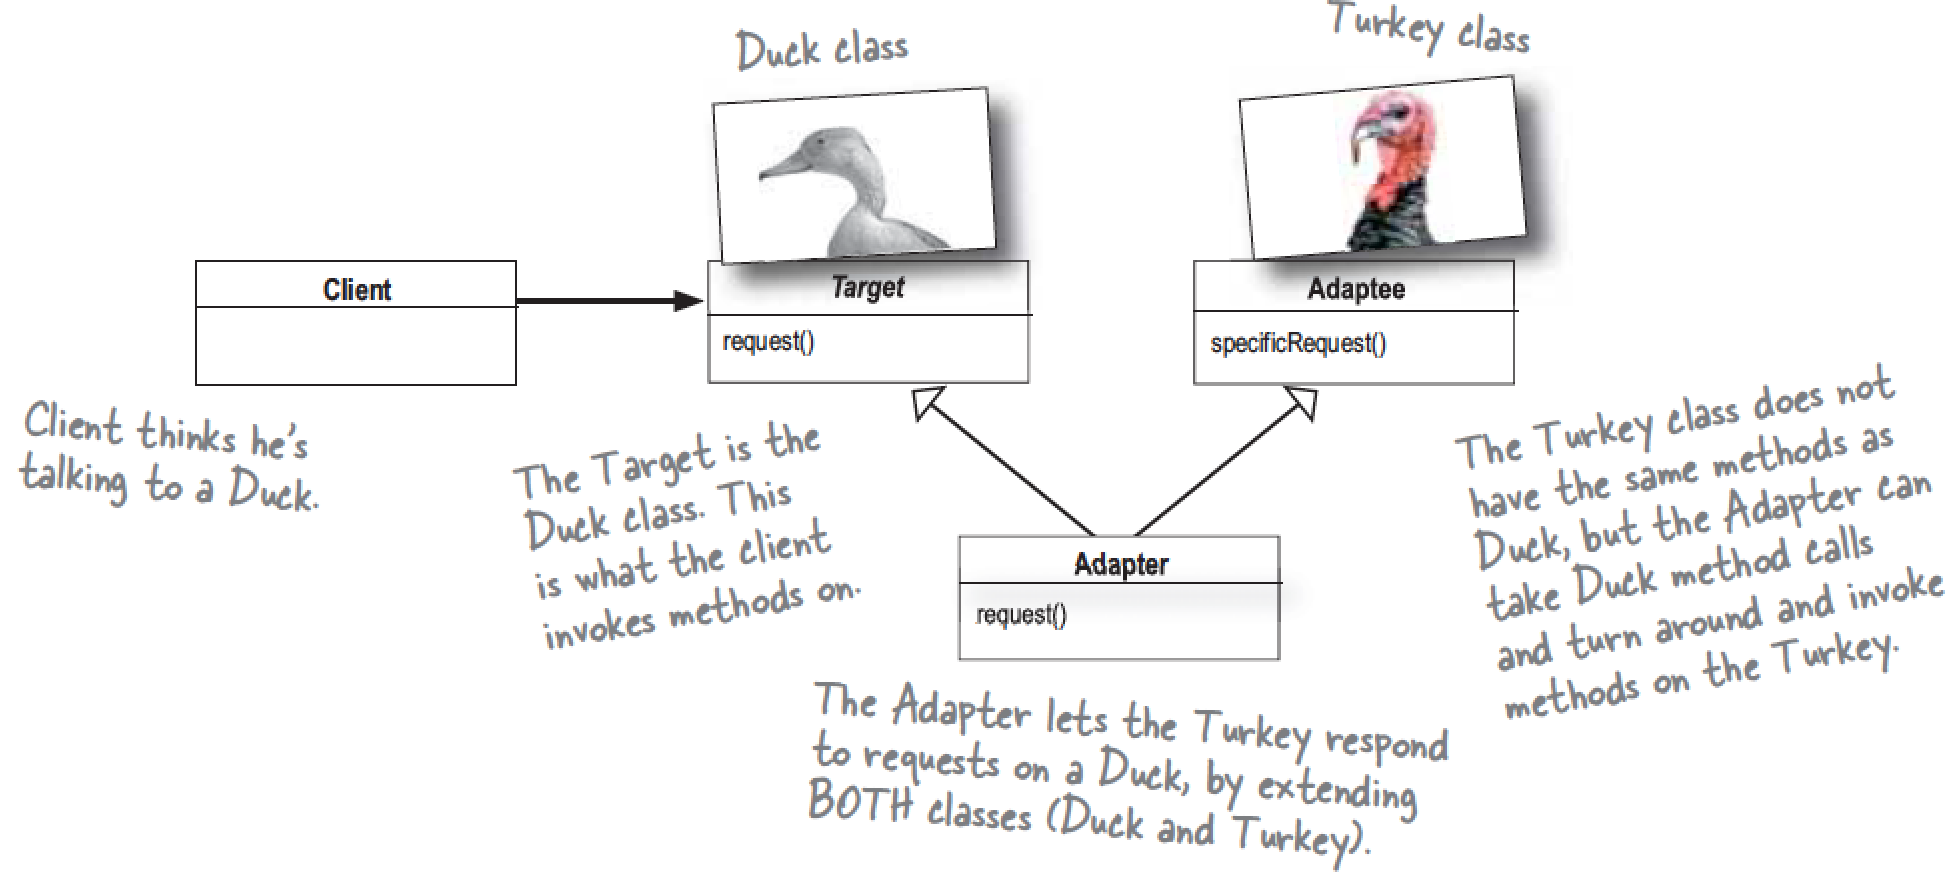 Duck class
Turkey class
Client
Target
request()
Adaptee
specificRequest()
Client thinks he's
talking to a Duck.
The Target is the
Duck class. This
is what the client
invokes methods on.
Adapter
request()
The Turkey class does not
have the same methods as
Duck, but the Adapter can
take Duck method calls
and turn around and invoke
methods on the Turkey.
The Adapter lets the Turkey respond
to requests on a Duck, by extending
BOTH classes (Duck and Turkey).